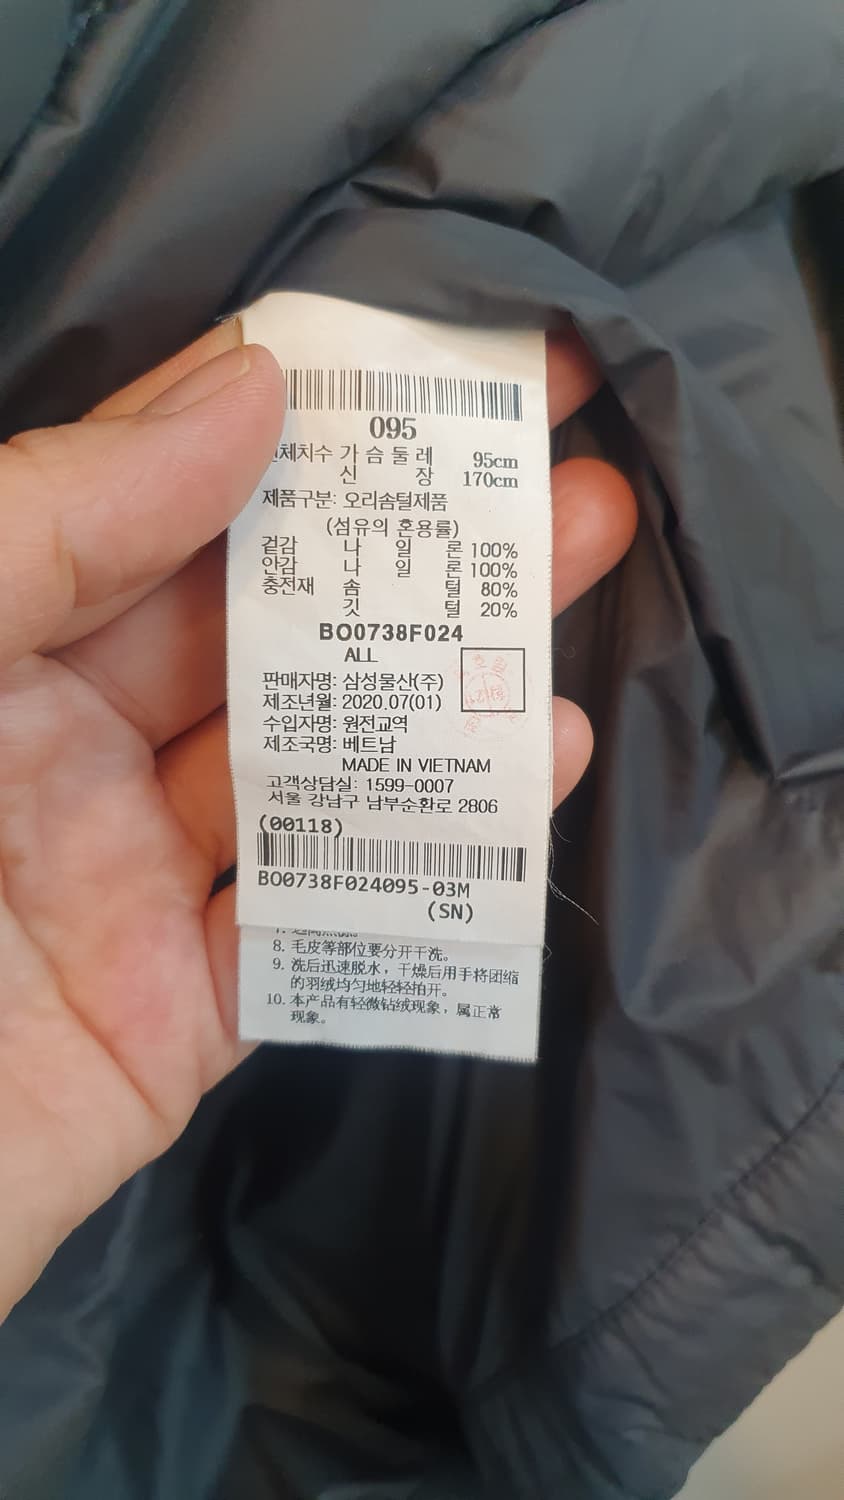 095
체치수 가 슴 둘 레 95cm
신 장 170cm
제품구분: 오리솜털제품
(섬유의 혼용률)
겉감 나 일 론 100%
안감 나 일 론 100%
충전재 솜 털 80%
깃 털 20%
BO0738F024
ALL
판매자명: 삼성물산(주)
제조년월: 2020.07(01)
수입자명: 원전교역
제조국명: 베트남
MADE IN VIETNAM
고객상담실: 1599-0007
서울 강남구 남부순환로 2806
(00118)
BO0738F024095-03M
(SN)
8. 毛皮等部位要分开干洗。
9. 洗后迅速脱水，干燥后用手将团缩
的羽绒均匀地轻轻拍开。
10. 本产品有轻微钻绒现象，属正常
现象。